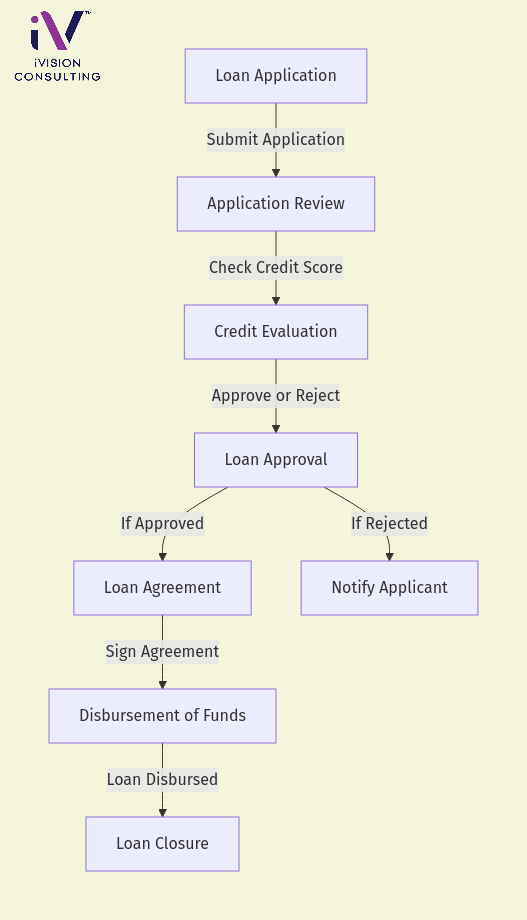 iV™
iVISION
CONSULTING
Loan Application
Submit Application
Application Review
Check Credit Score
Credit Evaluation
Approve or Reject
Loan Approval
If Approved
If Rejected
Loan Agreement
Notify Applicant
Sign Agreement
Disbursement of Funds
Loan Disbursed
Loan Closure